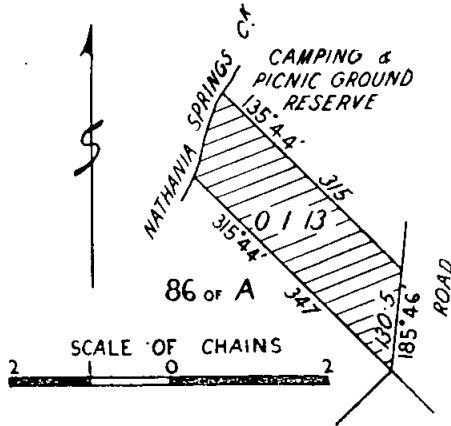 NATHANIA SPRINGS CK
CAMPING &
PICNIC GROUND
RESERVE
135°44'
315
0 1 13
315°44'
347
86 OF A
130·5
185°46'
ROAD
SCALE OF CHAINS
2 0 2